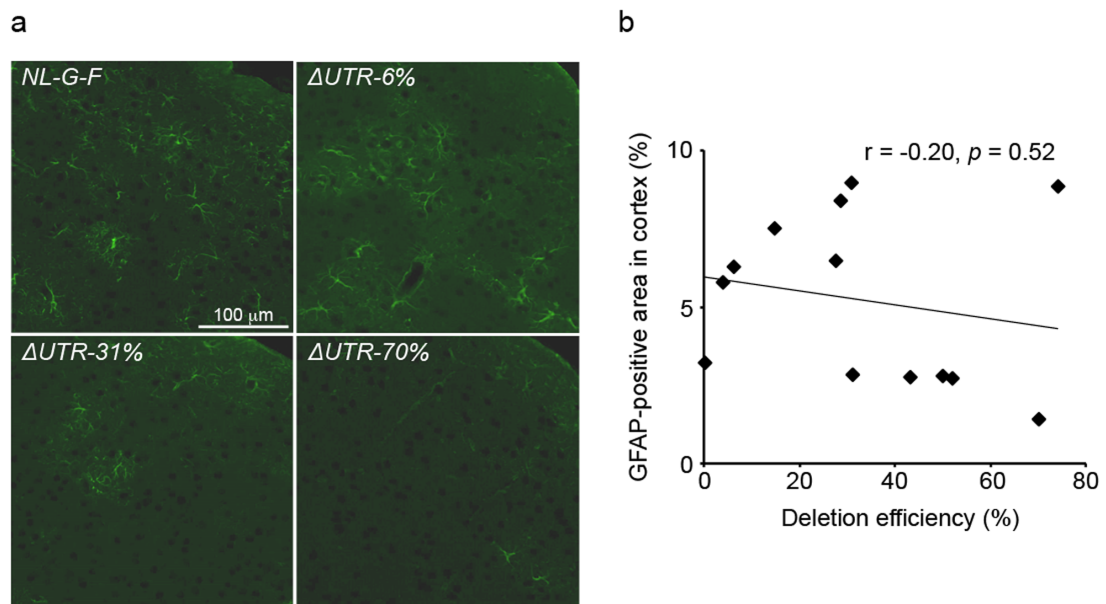 a
b
NL-G-F
ΔUTR-6%
100 μm
ΔUTR-31%
ΔUTR-70%
GFAP-positive area in cortex (%)
r = -0.20, p = 0.52
10
5
0
0 20 40 60 80
Deletion efficiency (%)